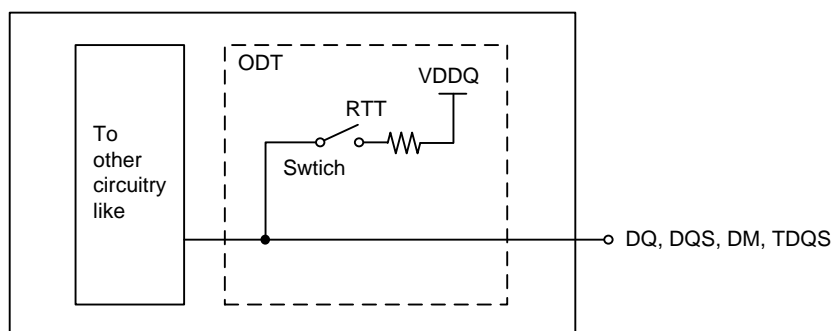 ODT
VDDQ
RTT
Swtich
To
other
circuitry
like
DQ, DQS, DM, TDQS